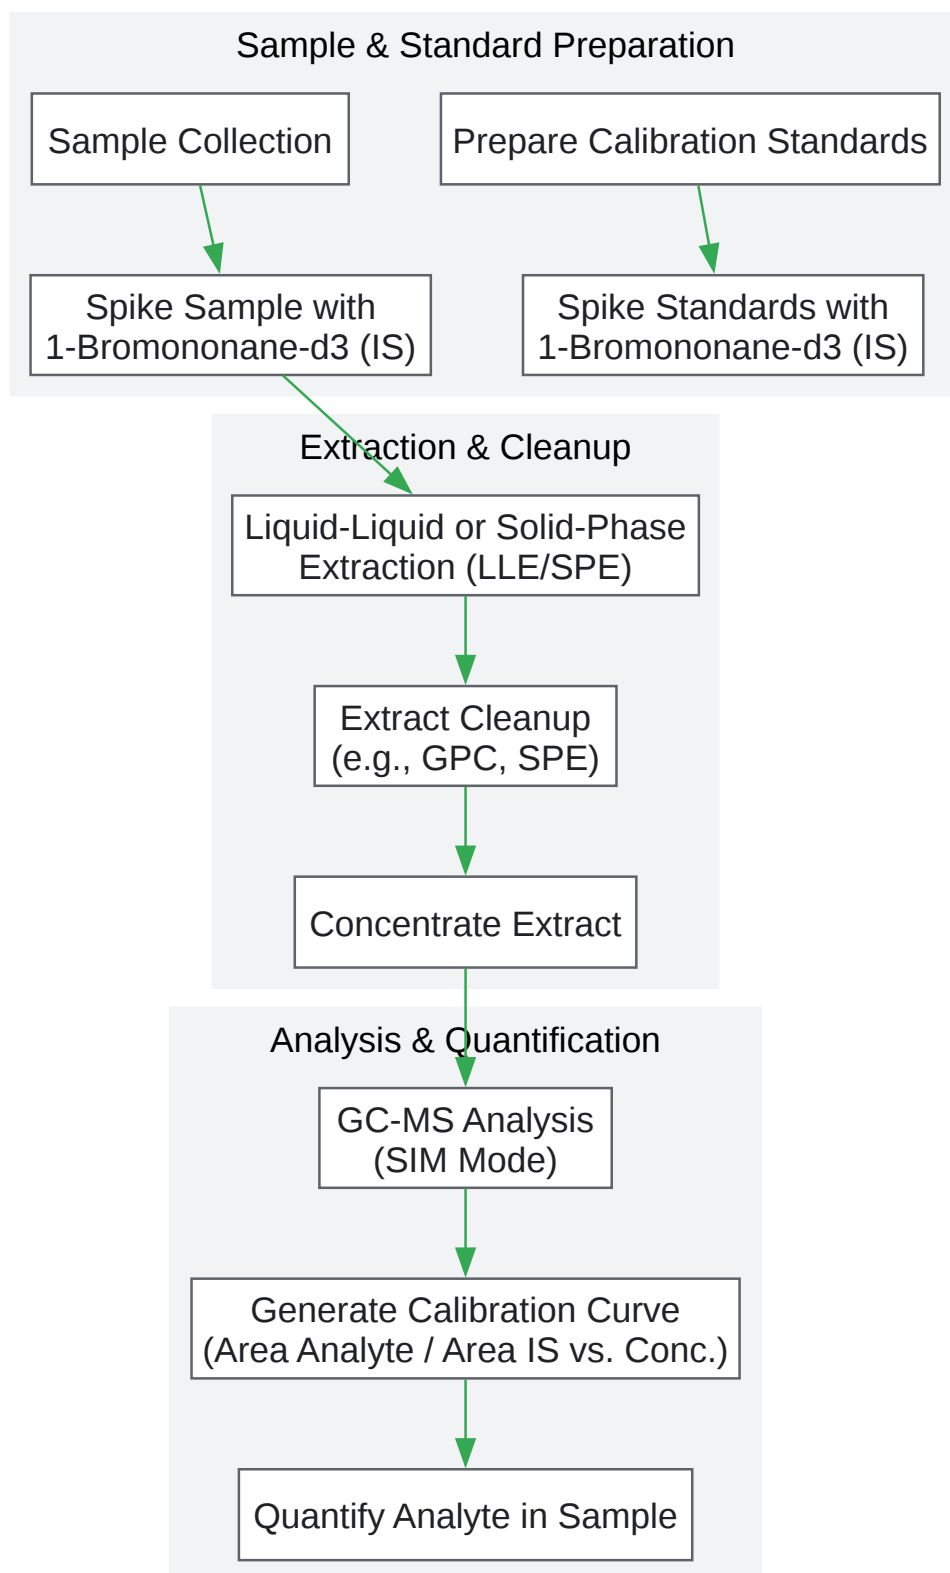 Sample & Standard Preparation
Sample Collection
Prepare Calibration Standards
Spike Sample with
1-Bromononane-d3 (IS)
Spike Standards with
1-Bromononane-d3 (IS)
Extraction & Cleanup
Liquid-Liquid or Solid-Phase
Extraction (LLE/SPE)
Extract Cleanup
(e.g., GPC, SPE)
Concentrate Extract
Analysis & Quantification
GC-MS Analysis
(SIM Mode)
Generate Calibration Curve
(Area Analyte / Area IS vs. Conc.)
Quantify Analyte in Sample